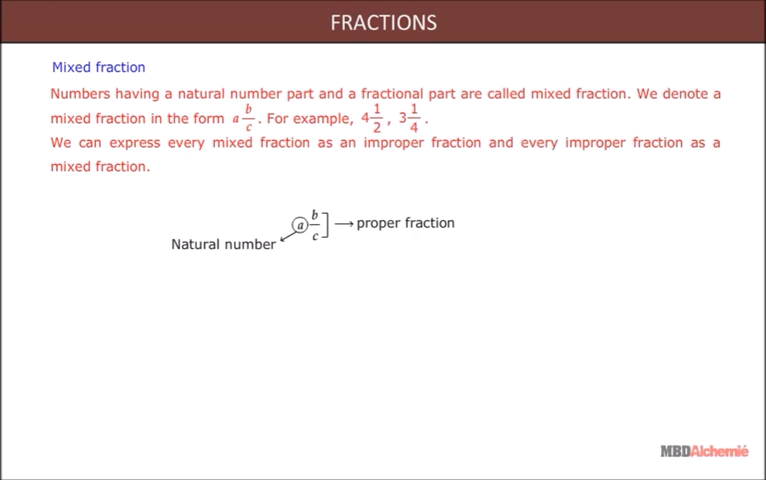 FRACTIONS
Mixed fraction
Numbers having a natural number part and a fractional part are called mixed fraction. We denote a
mixed fraction in the form a b/c. For example, 4 1/2, 3 1/4.
We can express every mixed fraction as an improper fraction and every improper fraction as a
mixed fraction.
a b/c] → proper fraction
Natural number
MBDAlchemié